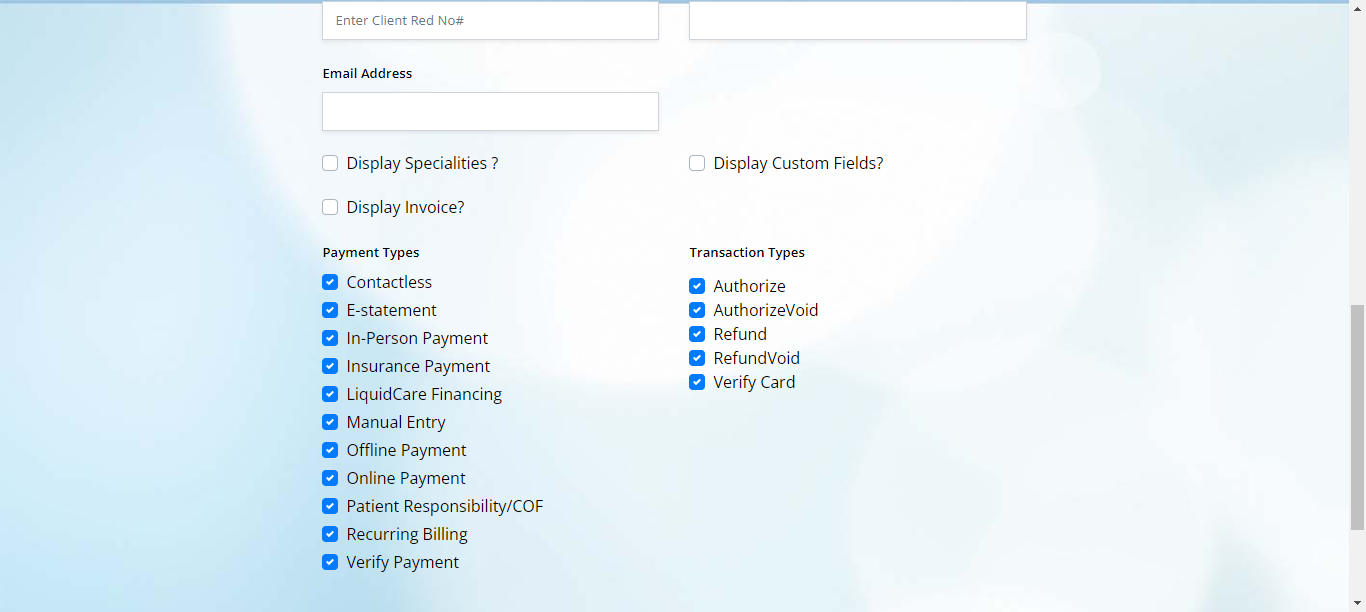 Enter Client Red No#
Email Address
Display Specialities ?
Display Custom Fields?
Display Invoice?
Payment Types
Contactless
E-statement
In-Person Payment
Insurance Payment
LiquidCare Financing
Manual Entry
Offline Payment
Online Payment
Patient Responsibility/COF
Recurring Billing
Verify Payment
Transaction Types
Authorize
AuthorizeVoid
Refund
RefundVoid
Verify Card